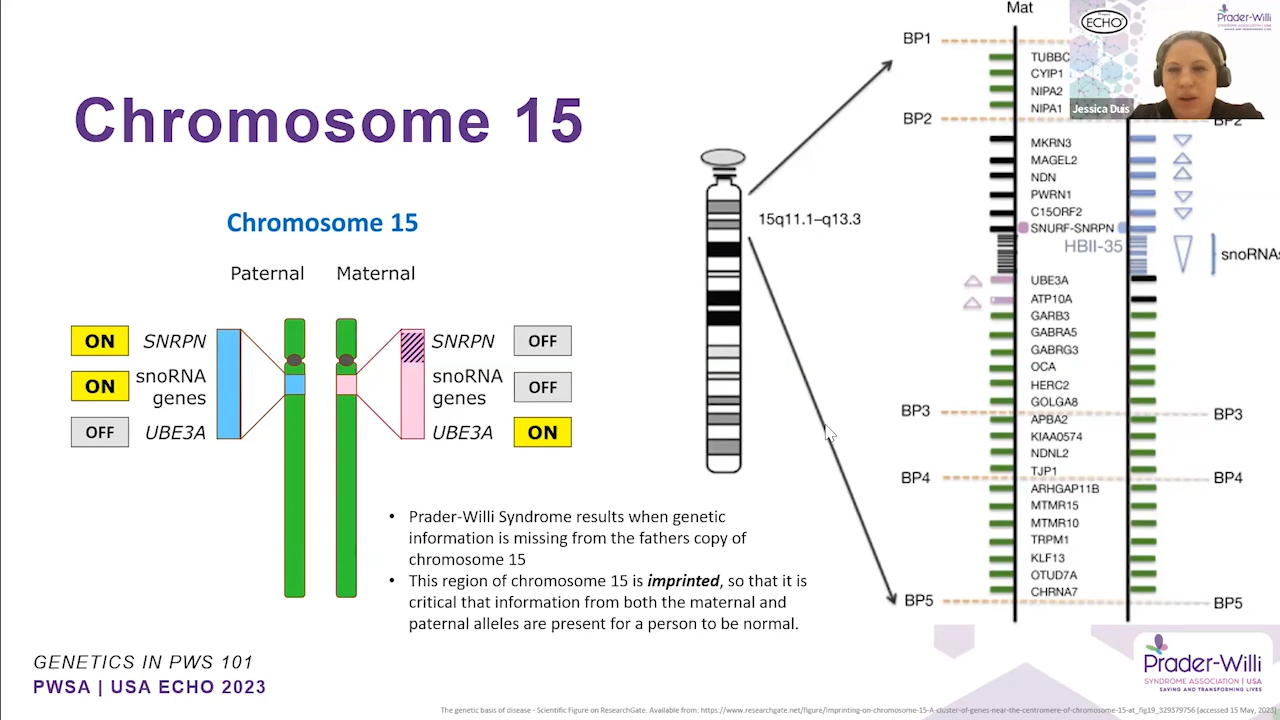 Chromosome 15
Chromosome 15
Paternal Maternal
ON SNRPN SNRPN OFF
ON snoRNA genes snoRNA genes OFF
OFF UBE3A UBE3A ON
• Prader-Willi Syndrome results when genetic
information is missing from the fathers copy of
chromosome 15
• This region of chromosome 15 is imprinted, so that it is
critical that information from both the maternal and
paternal alleles are present for a person to be normal.
15q11.1–q13.3
Mat
BP1
TUBBC
CYIP1
NIPA2
NIPA1
BP2 BP2
MKRN3
MAGEL2
NDN
PWRN1
C15ORF2
SNURF-SNRPN
HBII-35
snoRNAs
UBE3A
ATP10A
GARB3
GABRA5
GABRG3
OCA
HERC2
GOLGA8
BP3 BP3
APBA2
KIAA0574
NDNL2
TJP1
BP4 BP4
ARHGAP11B
MTMR15
MTMR10
TRPM1
KLF13
OTUD7A
CHRNA7
BP5 BP5
ECHO
Prader-Willi
Jessica Duis
GENETICS IN PWS 101
PWSA | USA ECHO 2023
Prader-Willi
SYNDROME ASSOCIATION | USA
SAVING AND TRANSFORMING LIVES
The genetic basis of disease - Scientific Figure on ResearchGate. Available from: https://www.researchgate.net/figure/Imprinting-on-chromosome-15-A-cluster-of-genes-near-the-centromere-of-chromosome-15-at_fig19_329379756 [accessed 15 May, 2023]